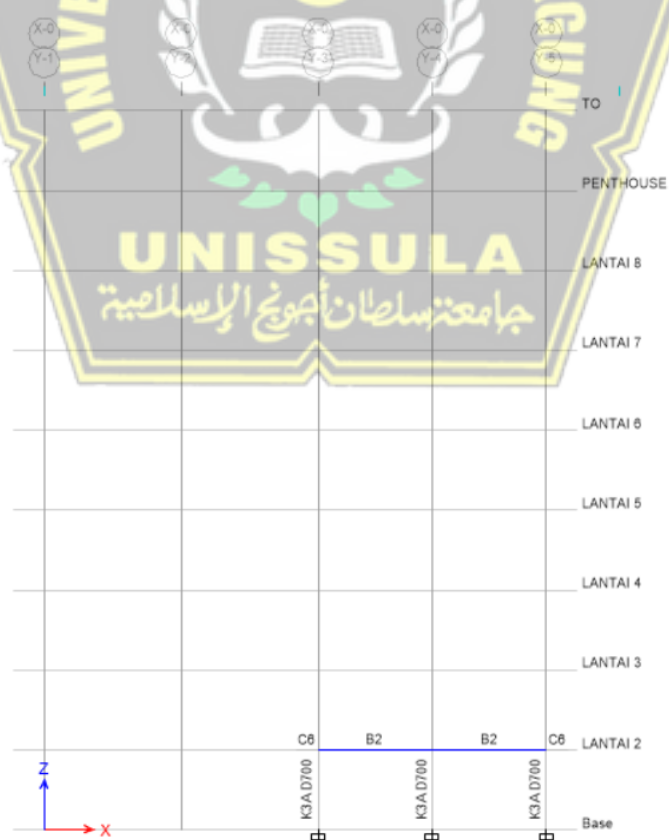 X-0 X-0 X-0 X-0 X-0
Y-1 Y-2 Y-3 Y-4 Y-5
TO
PENTHOUSE
UNISSULA
LANTAI 8
جامعتسلطان أجونج الإسلامية
LANTAI 7
LANTAI 6
LANTAI 5
LANTAI 4
LANTAI 3
C6 B2 B2 C6
LANTAI 2
K3A D700 K3A D700 K3A D700
Z
X
Base